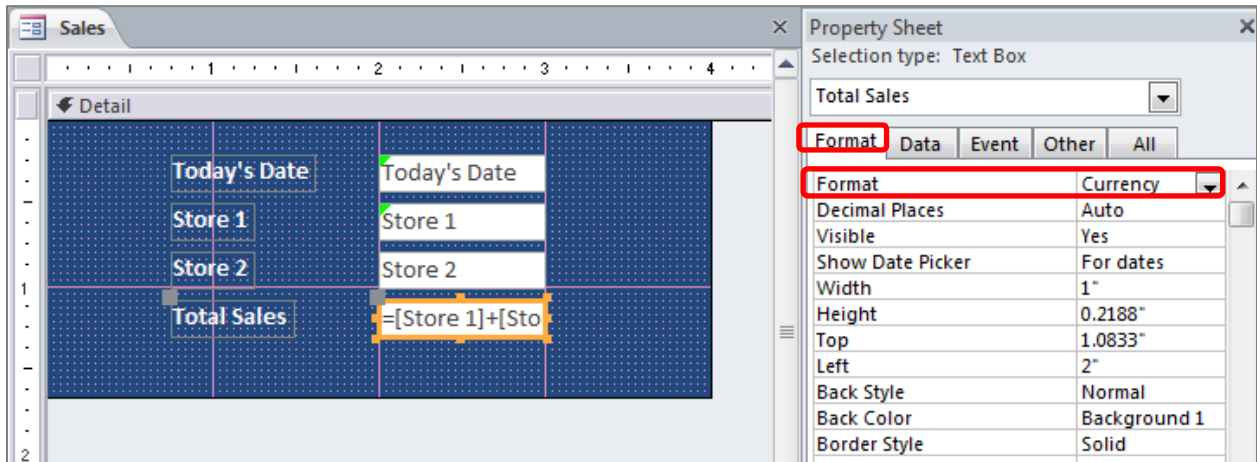 Sales
1 2 3 4
Detail
Today's Date Today's Date
Store 1 Store 1
Store 2 Store 2
Total Sales =[Store 1]+[Sto
1
2
Property Sheet
Selection type: Text Box
Total Sales
Format Data Event Other All
Format Currency
Decimal Places Auto
Visible Yes
Show Date Picker For dates
Width 1"
Height 0.2188"
Top 1.0833"
Left 2"
Back Style Normal
Back Color Background 1
Border Style Solid